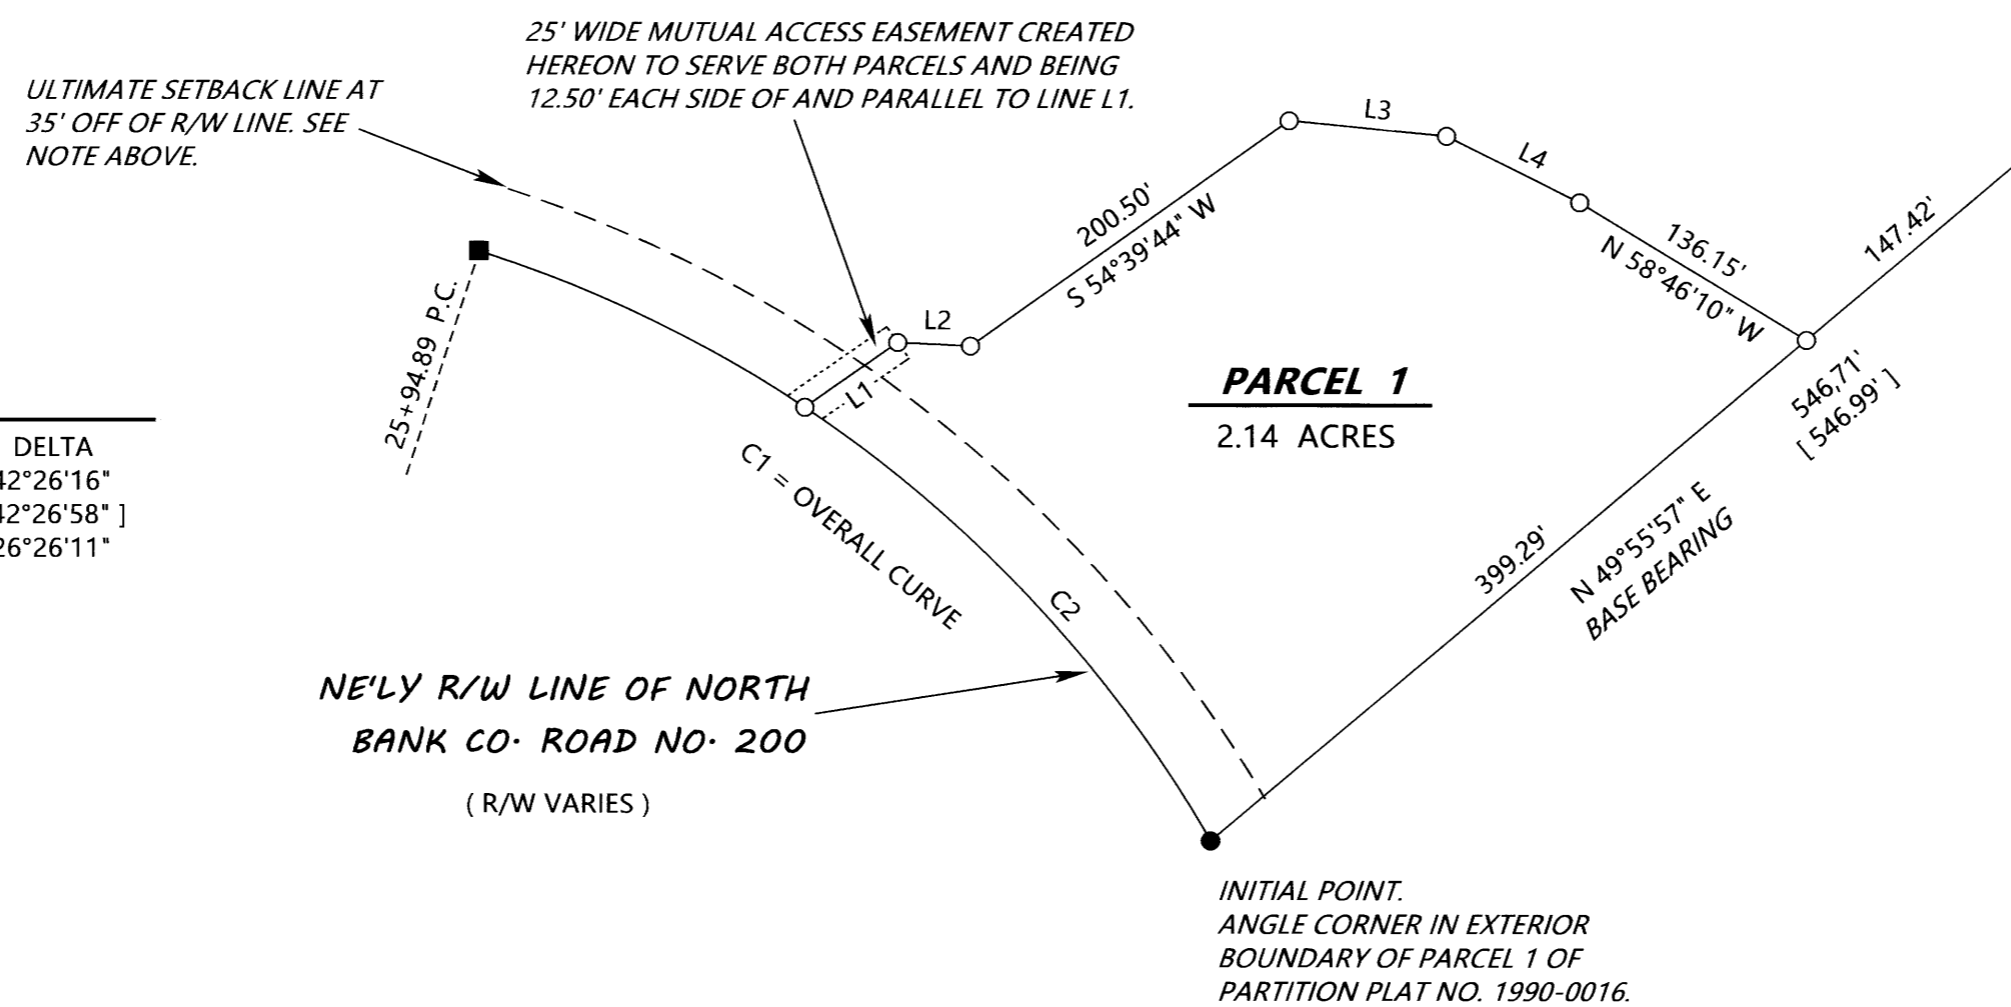 25' WIDE MUTUAL ACCESS EASEMENT CREATED
HEREON TO SERVE BOTH PARCELS AND BEING
12.50' EACH SIDE OF AND PARALLEL TO LINE L1.
ULTIMATE SETBACK LINE AT
35' OFF OF R/W LINE. SEE
NOTE ABOVE.
L3
L4
200.50'
S 54°39'44" W
136.15'
N 58°46'10" W
147.42'
25+94.89 P.C.
L2
L1
PARCEL 1
2.14 ACRES
546,71'
[ 546.99' ]
DELTA
42°26'16"
42°26'58" ]
26°26'11"
C1 = OVERALL CURVE
C2
399.29'
N 49°55'57" E
BASE BEARING
NE'LY R/W LINE OF NORTH
BANK CO. ROAD NO. 200
( R/W VARIES )
INITIAL POINT.
ANGLE CORNER IN EXTERIOR
BOUNDARY OF PARCEL 1 OF
PARTITION PLAT NO. 1990-0016.